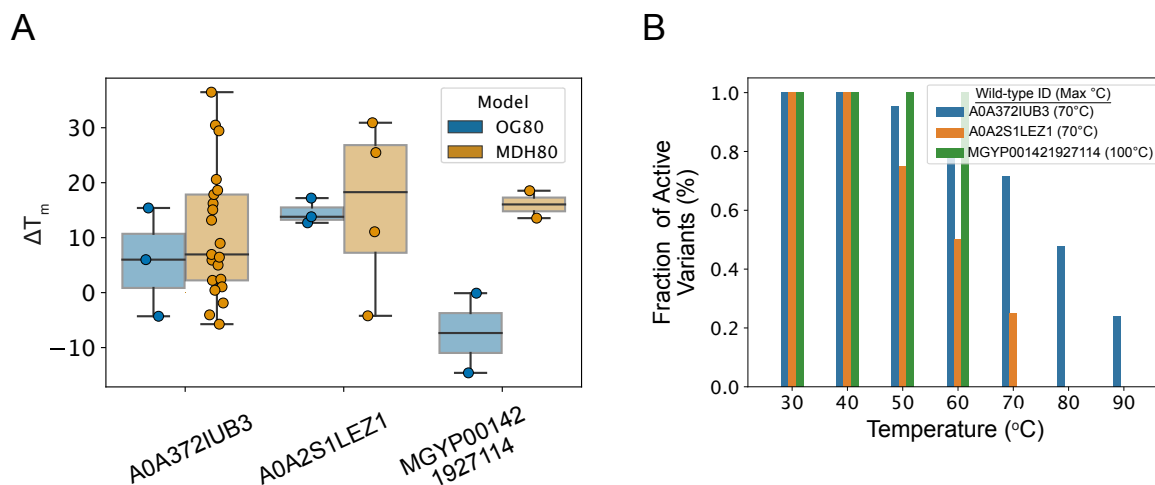 A
B
Model
OG80
MDH80
30
20
10
0
−10
ΔTm
A0A372IUB3
A0A2S1LEZ1
MGYP00142
1927114
Wild-type ID (Max °C)
A0A372IUB3 (70°C)
A0A2S1LEZ1 (70°C)
MGYP001421927114 (100°C)
1.0
0.8
0.6
0.4
0.2
0.0
Fraction of Active
Variants (%)
30 40 50 60 70 80 90
Temperature (°C)